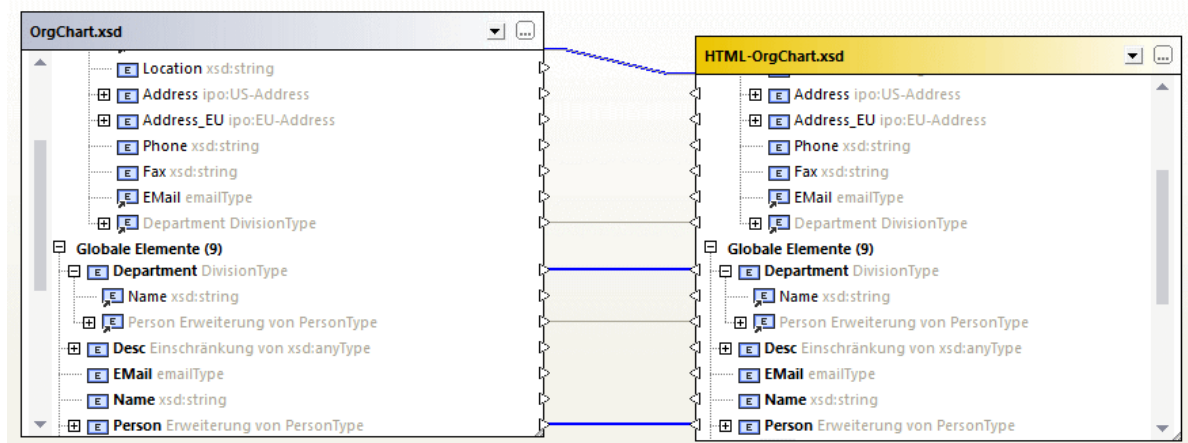 OrgChart.xsd
...
E Location xsd:string
E Address ipo:US-Address
E Address_EU ipo:EU-Address
E Phone xsd:string
E Fax xsd:string
E EMail emailType
E Department DivisionType
Globale Elemente (9)
E Department DivisionType
E Name xsd:string
E Person Erweiterung von PersonType
E Desc Einschränkung von xsd:anyType
E EMail emailType
E Name xsd:string
E Person Erweiterung von PersonType
HTML-OrgChart.xsd
...
E Address ipo:US-Address
E Address_EU ipo:EU-Address
E Phone xsd:string
E Fax xsd:string
E EMail emailType
E Department DivisionType
Globale Elemente (9)
E Department DivisionType
E Name xsd:string
E Person Erweiterung von PersonType
E Desc Einschränkung von xsd:anyType
E EMail emailType
E Name xsd:string
E Person Erweiterung von PersonType